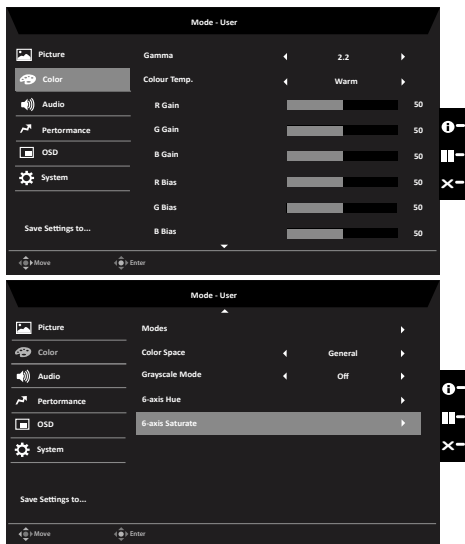 Mode - User
Picture Gamma 2.2
Color Colour Temp. Warm
Audio R Gain 50
Pertormance G Gain 50
OSD B Gain 50
System R Bias 50
G Bias 50
Save Settings to... B Bias 50
Move Enter
Mode - User
Picture Modes
Color Color Space General
Audio Grayscale Mode Off
Pertormance 6-axis Hue
OSD 6-axis Saturate
System
Save Settings to...
Move Enter